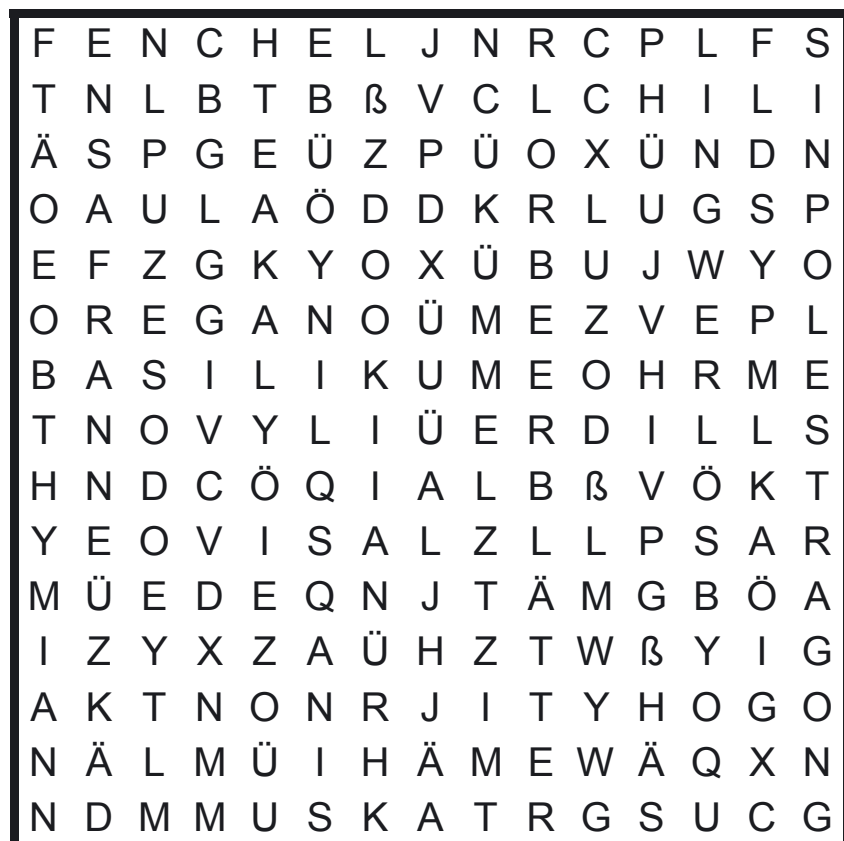 F E N C H E L J N R C P L F S
T N L B T B ß V C L C H I L I
Ä S P G E Ü Z P Ü O X Ü N D N
O A U L A Ö D D K R L U G S P
E F Z G K Y O X Ü B U J W Y O
O R E G A N O Ü M E Z V E P L
B A S I L I K U M E O H R M E
T N O V Y L I Ü E R D I L L S
H N D C Ö Q I A L B ß V Ö K T
Y E O V I S A L Z L L P S A R
M Ü E D E Q N J T Ä M G B Ö A
I Z Y X Z A Ü H Z T W ß Y I G
A K T N O N R J I T Y H O G O
N Ä L M Ü I H Ä M E W Ä Q X N
N D M M U S K A T R G S U C G